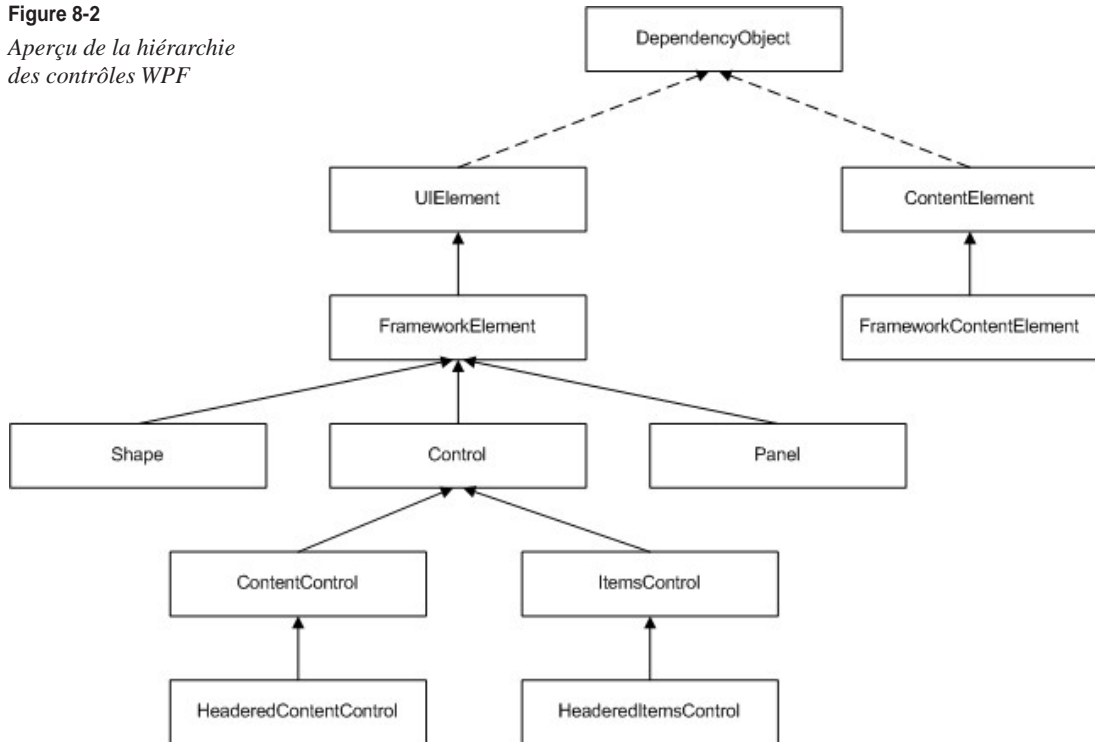 Figure 8-2
Aperçu de la hiérarchie
des contrôles WPF
DependencyObject
UIElement
ContentElement
FrameworkElement
FrameworkContentElement
Shape
Control
Panel
ContentControl
ItemsControl
HeaderedContentControl
HeaderedItemsControl